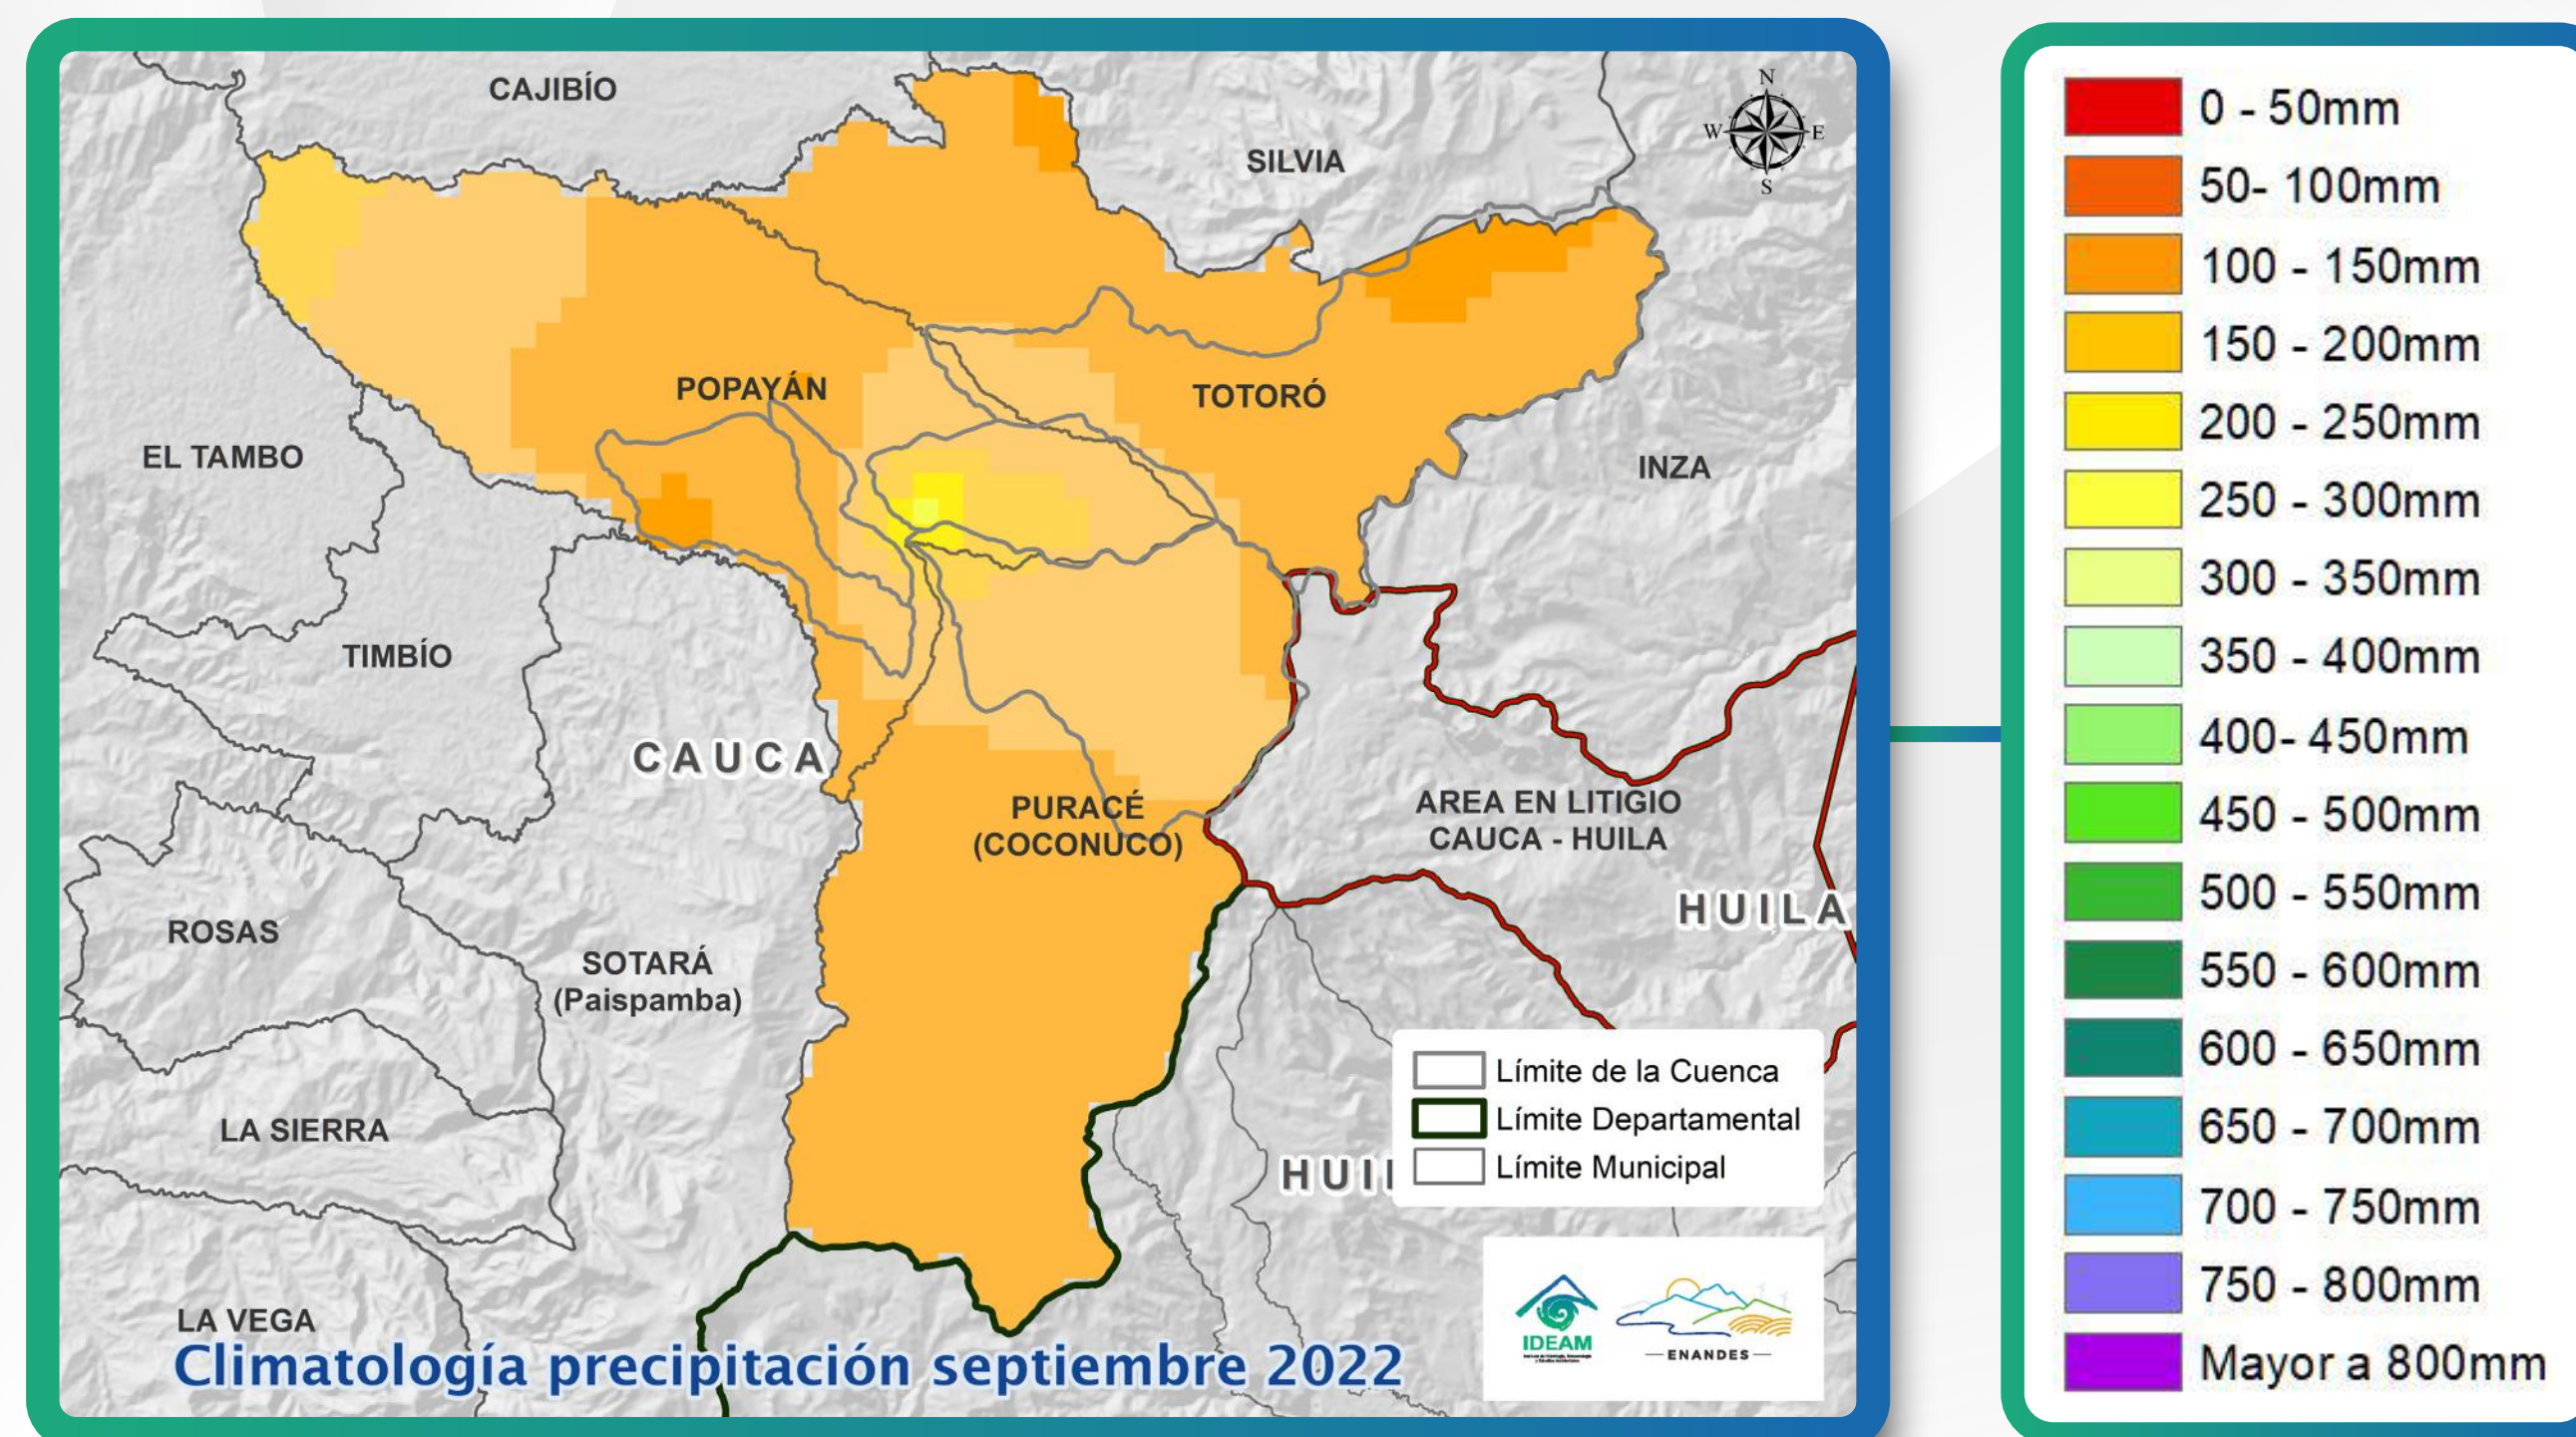 CAJIBÍO
N
W
E
S
SILVIA
POPAYÁN
TOTORÓ
EL TAMBO
INZA
TIMBÍO
CAUCA
PURACÉ
(COCONUCO)
AREA EN LITIGIO
CAUCA - HUILA
HUILA
ROSAS
SOTARÁ
(Paispamba)
LA SIERRA
HUI
LA VEGA
Límite de la Cuenca
Límite Departamental
Límite Municipal
IDEAM
ENANDES
Climatología precipitación septiembre 2022
0 - 50mm
50- 100mm
100 - 150mm
150 - 200mm
200 - 250mm
250 - 300mm
300 - 350mm
350 - 400mm
400- 450mm
450 - 500mm
500 - 550mm
550 - 600mm
600 - 650mm
650 - 700mm
700 - 750mm
750 - 800mm
Mayor a 800mm